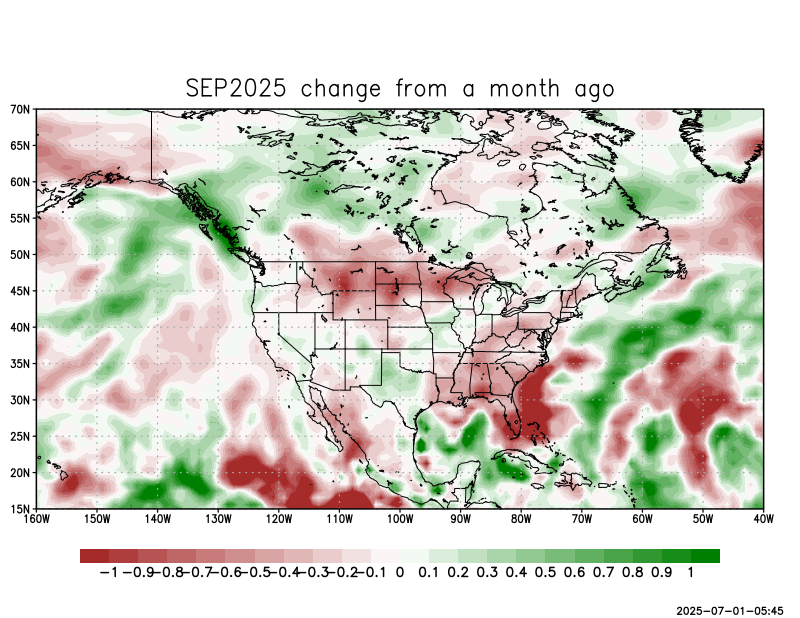 SEP2025 change from a month ago
70N
65N
60N
55N
50N
45N
40N
35N
30N
25N
20N
15N
160W 150W 140W 130W 120W 110W 100W 90W 80W 70W 60W 50W 40W
-1 -0.9 -0.8 -0.7 -0.6 -0.5 -0.4 -0.3 -0.2 -0.1 0 0.1 0.2 0.3 0.4 0.5 0.6 0.7 0.8 0.9 1
2025-07-01-05:45